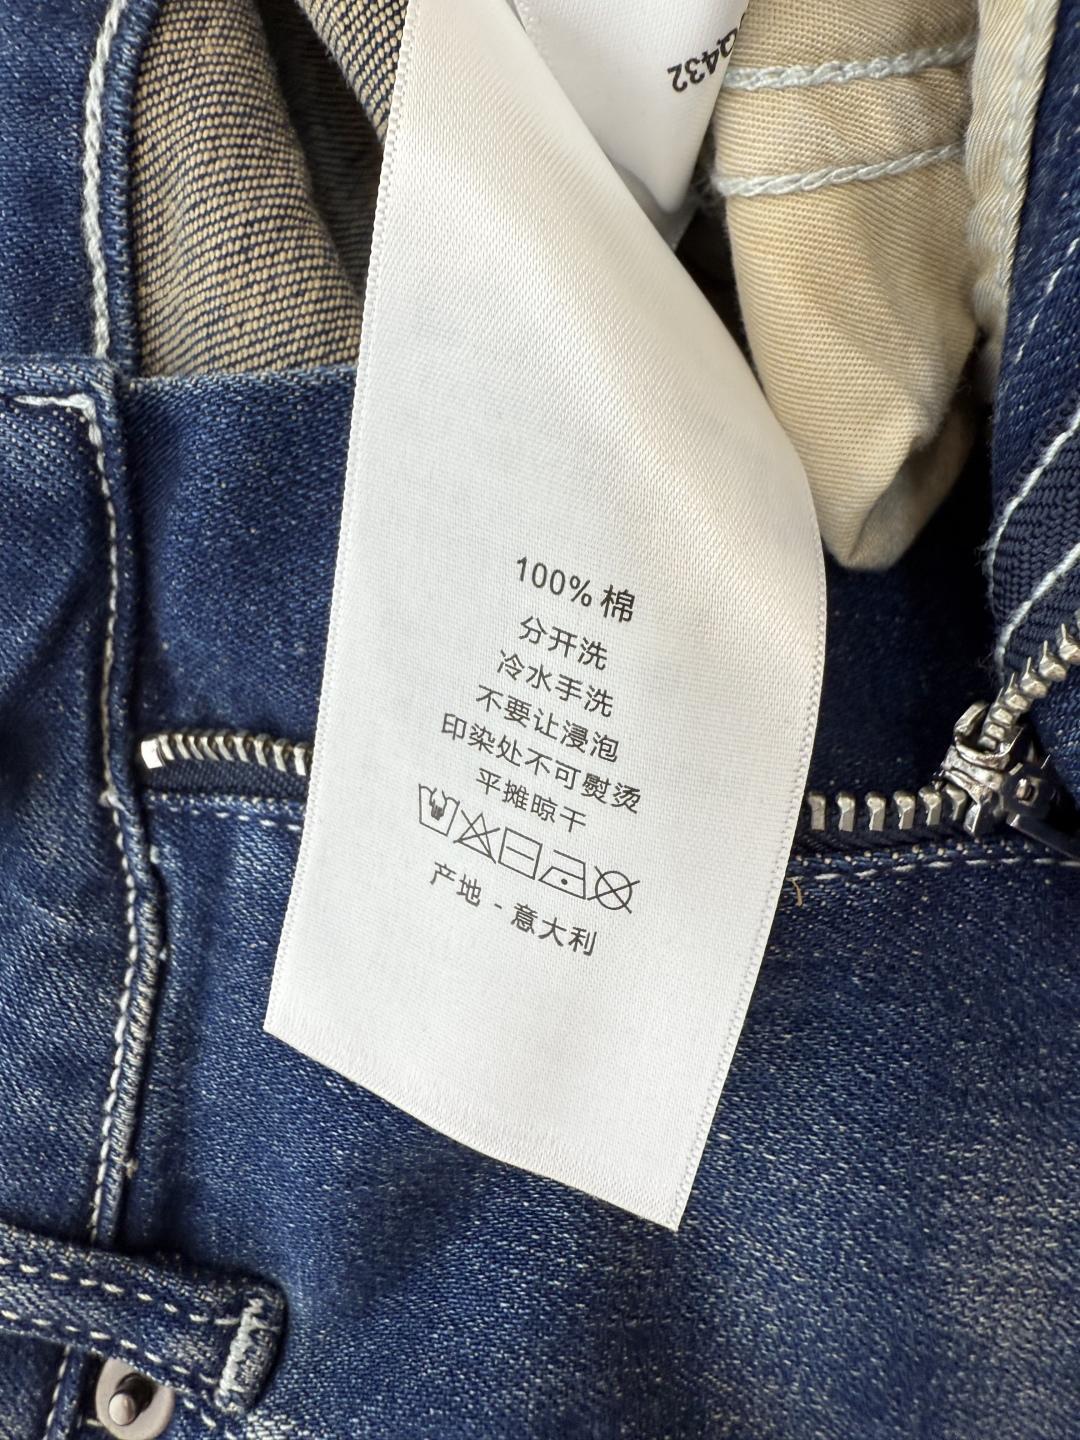 Q432
100% 棉
分开洗
冷水手洗
不要让浸泡
印染处不可熨烫
平摊晾干
产地 - 意大利